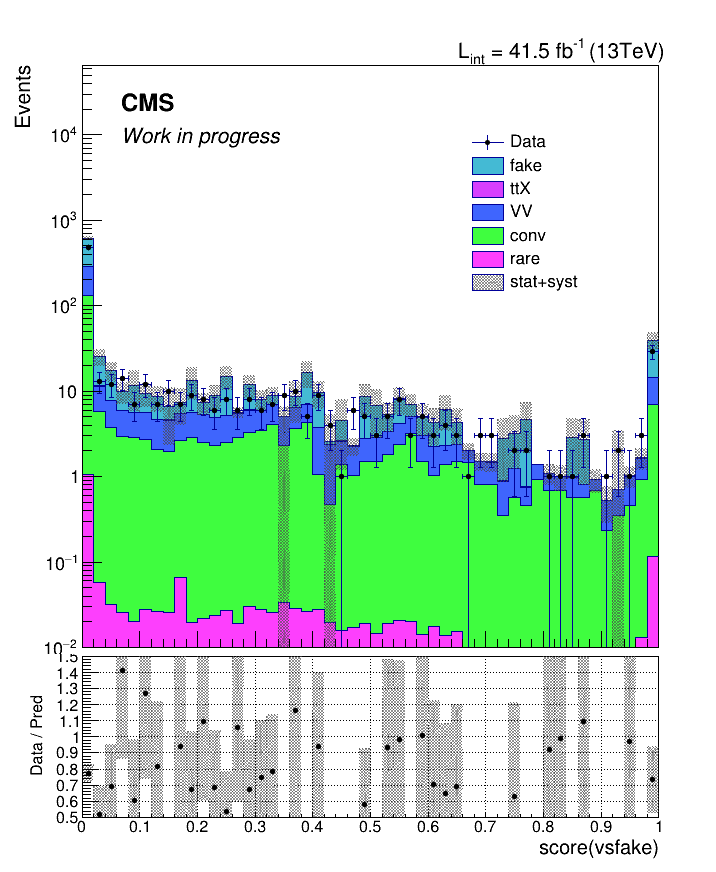 L_int = 41.5 fb^-1 (13TeV)
Events
CMS
Work in progress
Data
fake
ttX
VV
conv
rare
stat+syst
10^4
10^3
10^2
10
1
10^-1
10^-2
Data / Pred
1.5
1.4
1.3
1.2
1.1
1
0.9
0.8
0.7
0.6
0.5
0 0.1 0.2 0.3 0.4 0.5 0.6 0.7 0.8 0.9 1
score(vsfake)